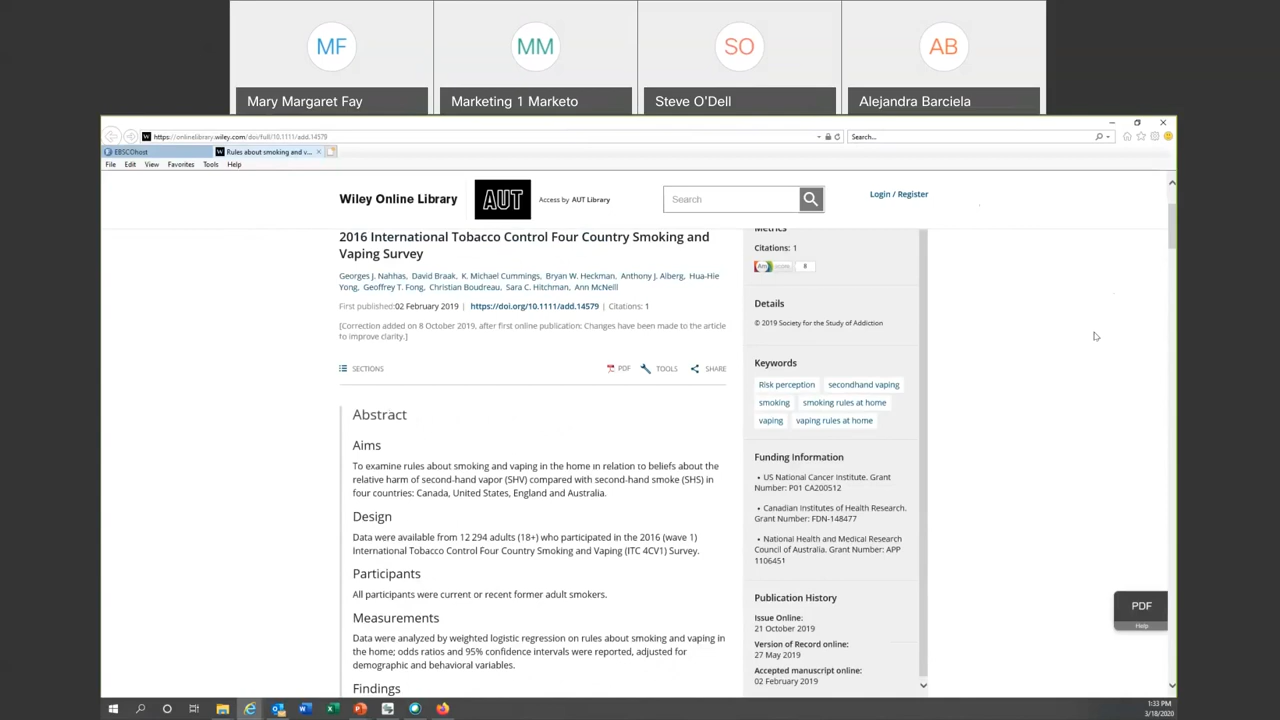 MF
MM
SO
AB
Mary Margaret Fay
Marketing 1 Marketo
Steve O'Dell
Alejandra Barciela
https://onlinelibrary.wiley.com/doi/full/10.1111/add.14579
Search...
EBSCOhost
Rules about smoking and v...
File Edit View Favorites Tools Help
Wiley Online Library
AUT
Access by AUT Library
Search
Login / Register
2016 International Tobacco Control Four Country Smoking and
Vaping Survey
Georges J. Nahhas, David Braak, K. Michael Cummings, Bryan W. Heckman, Anthony J. Alberg, Hua-Hie
Yong, Geoffrey T. Fong, Christian Boudreau, Sara C. Hitchman, Ann McNeill
First published:02 February 2019 | https://doi.org/10.1111/add.14579 | Citations: 1
[Correction added on 8 October 2019, after first online publication: Changes have been made to the article
to improve clarity.]
SECTIONS
PDF
TOOLS
SHARE
Abstract
Aims
To examine rules about smoking and vaping in the home in relation to beliefs about the
relative harm of second-hand vapor (SHV) compared with second-hand smoke (SHS) in
four countries: Canada, United States, England and Australia.
Design
Data were available from 12 294 adults (18+) who participated in the 2016 (wave 1)
International Tobacco Control Four Country Smoking and Vaping (ITC 4CV1) Survey.
Participants
All participants were current or recent former adult smokers.
Measurements
Data were analyzed by weighted logistic regression on rules about smoking and vaping in
the home; odds ratios and 95% confidence intervals were reported, adjusted for
demographic and behavioral variables.
Findings
Metrics
Citations: 1
Am
SCORE
8
Details
© 2019 Society for the Study of Addiction
Keywords
Risk perception
secondhand vaping
smoking
smoking rules at home
vaping
vaping rules at home
Funding Information
• US National Cancer Institute. Grant
Number: P01 CA200512
• Canadian Institutes of Health Research.
Grant Number: FDN-148477
• National Health and Medical Research
Council of Australia. Grant Number: APP
1106451
Publication History
Issue Online:
21 October 2019
Version of Record online:
27 May 2019
Accepted manuscript online:
02 February 2019
PDF
Help
1:33 PM
3/18/2020